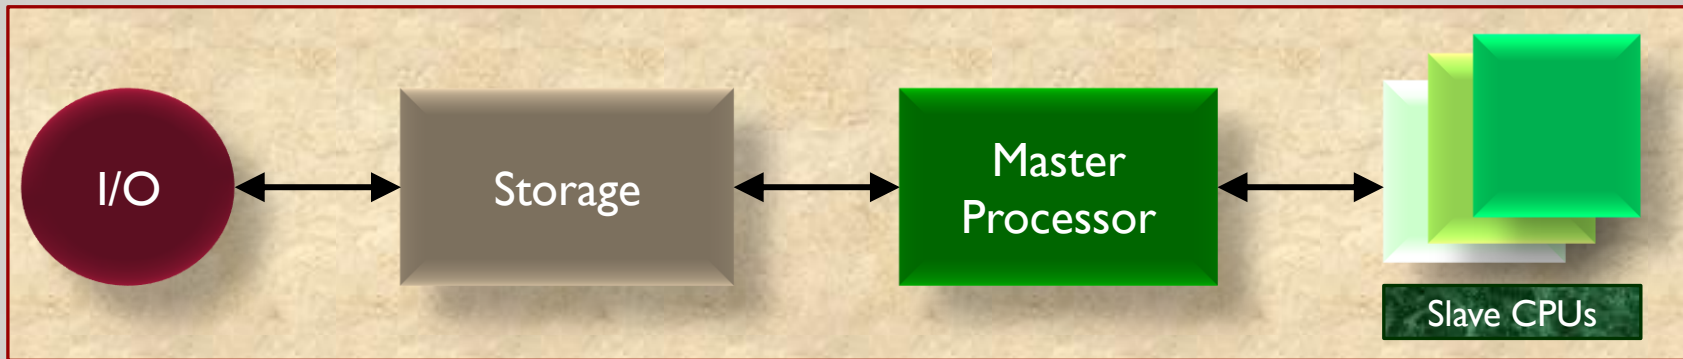 I/O
Storage
Master
Processor
Slave CPUs